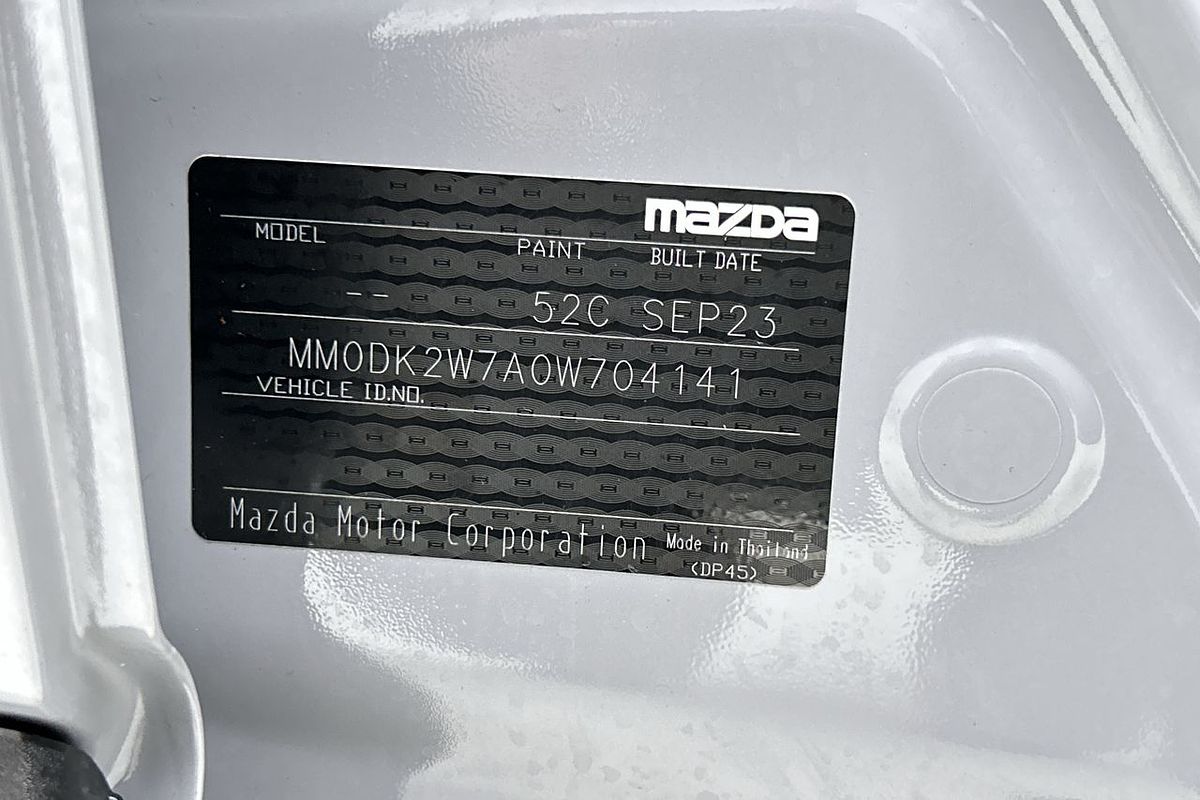 mazda
MODEL PAINT BUILT DATE
-- 52C SEP23
MM0DK2W7A0W704141
VEHICLE ID.NO.
Mazda Motor Corporation Made in Thailand
(DP45)